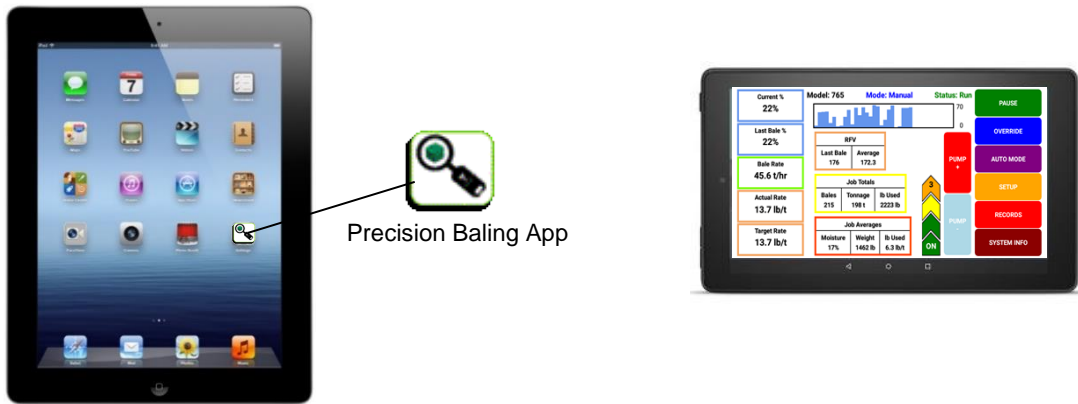 iPad
7
Precision Baling App
Model: 765 Mode: Manual Status: Run
Current %
22%
70
0
Last Bale %
22%
Bale Rate
45.6 t/hr
Actual Rate
13.7 lb/t
Target Rate
13.7 lb/t
RFV
Last Bale Average
176 172.3
Job Totals
Bales Tonnage lb Used
215 198 t 2223 lb
Job Averages
Moisture Weight lb Used
17% 1462 lb 6.3 lb/t
3
ON
PUMP
+
PUMP
-
PAUSE
OVERRIDE
AUTO MODE
SETUP
RECORDS
SYSTEM INFO